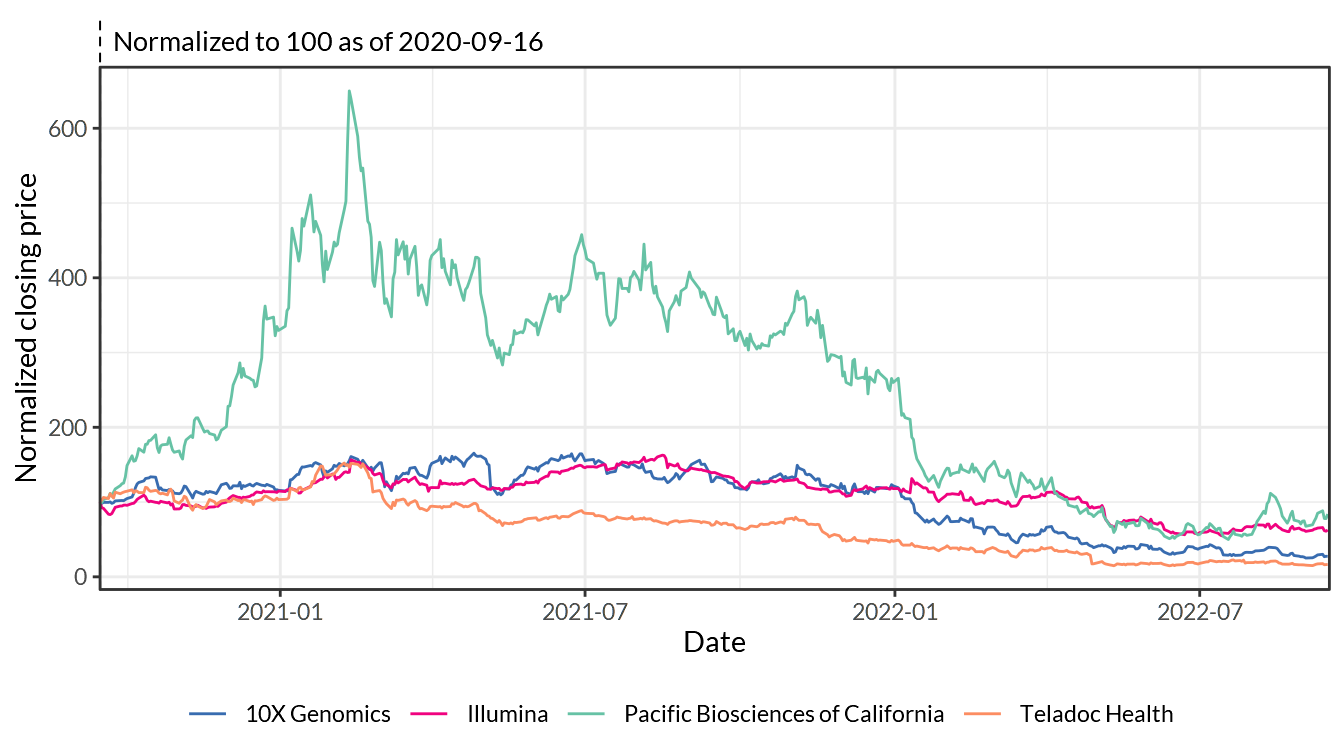 Normalized to 100 as of 2020-09-16
Normalized closing price
600
400
200
0
2021-01
2021-07
2022-01
2022-07
Date
10X Genomics
Illumina
Pacific Biosciences of California
Teladoc Health